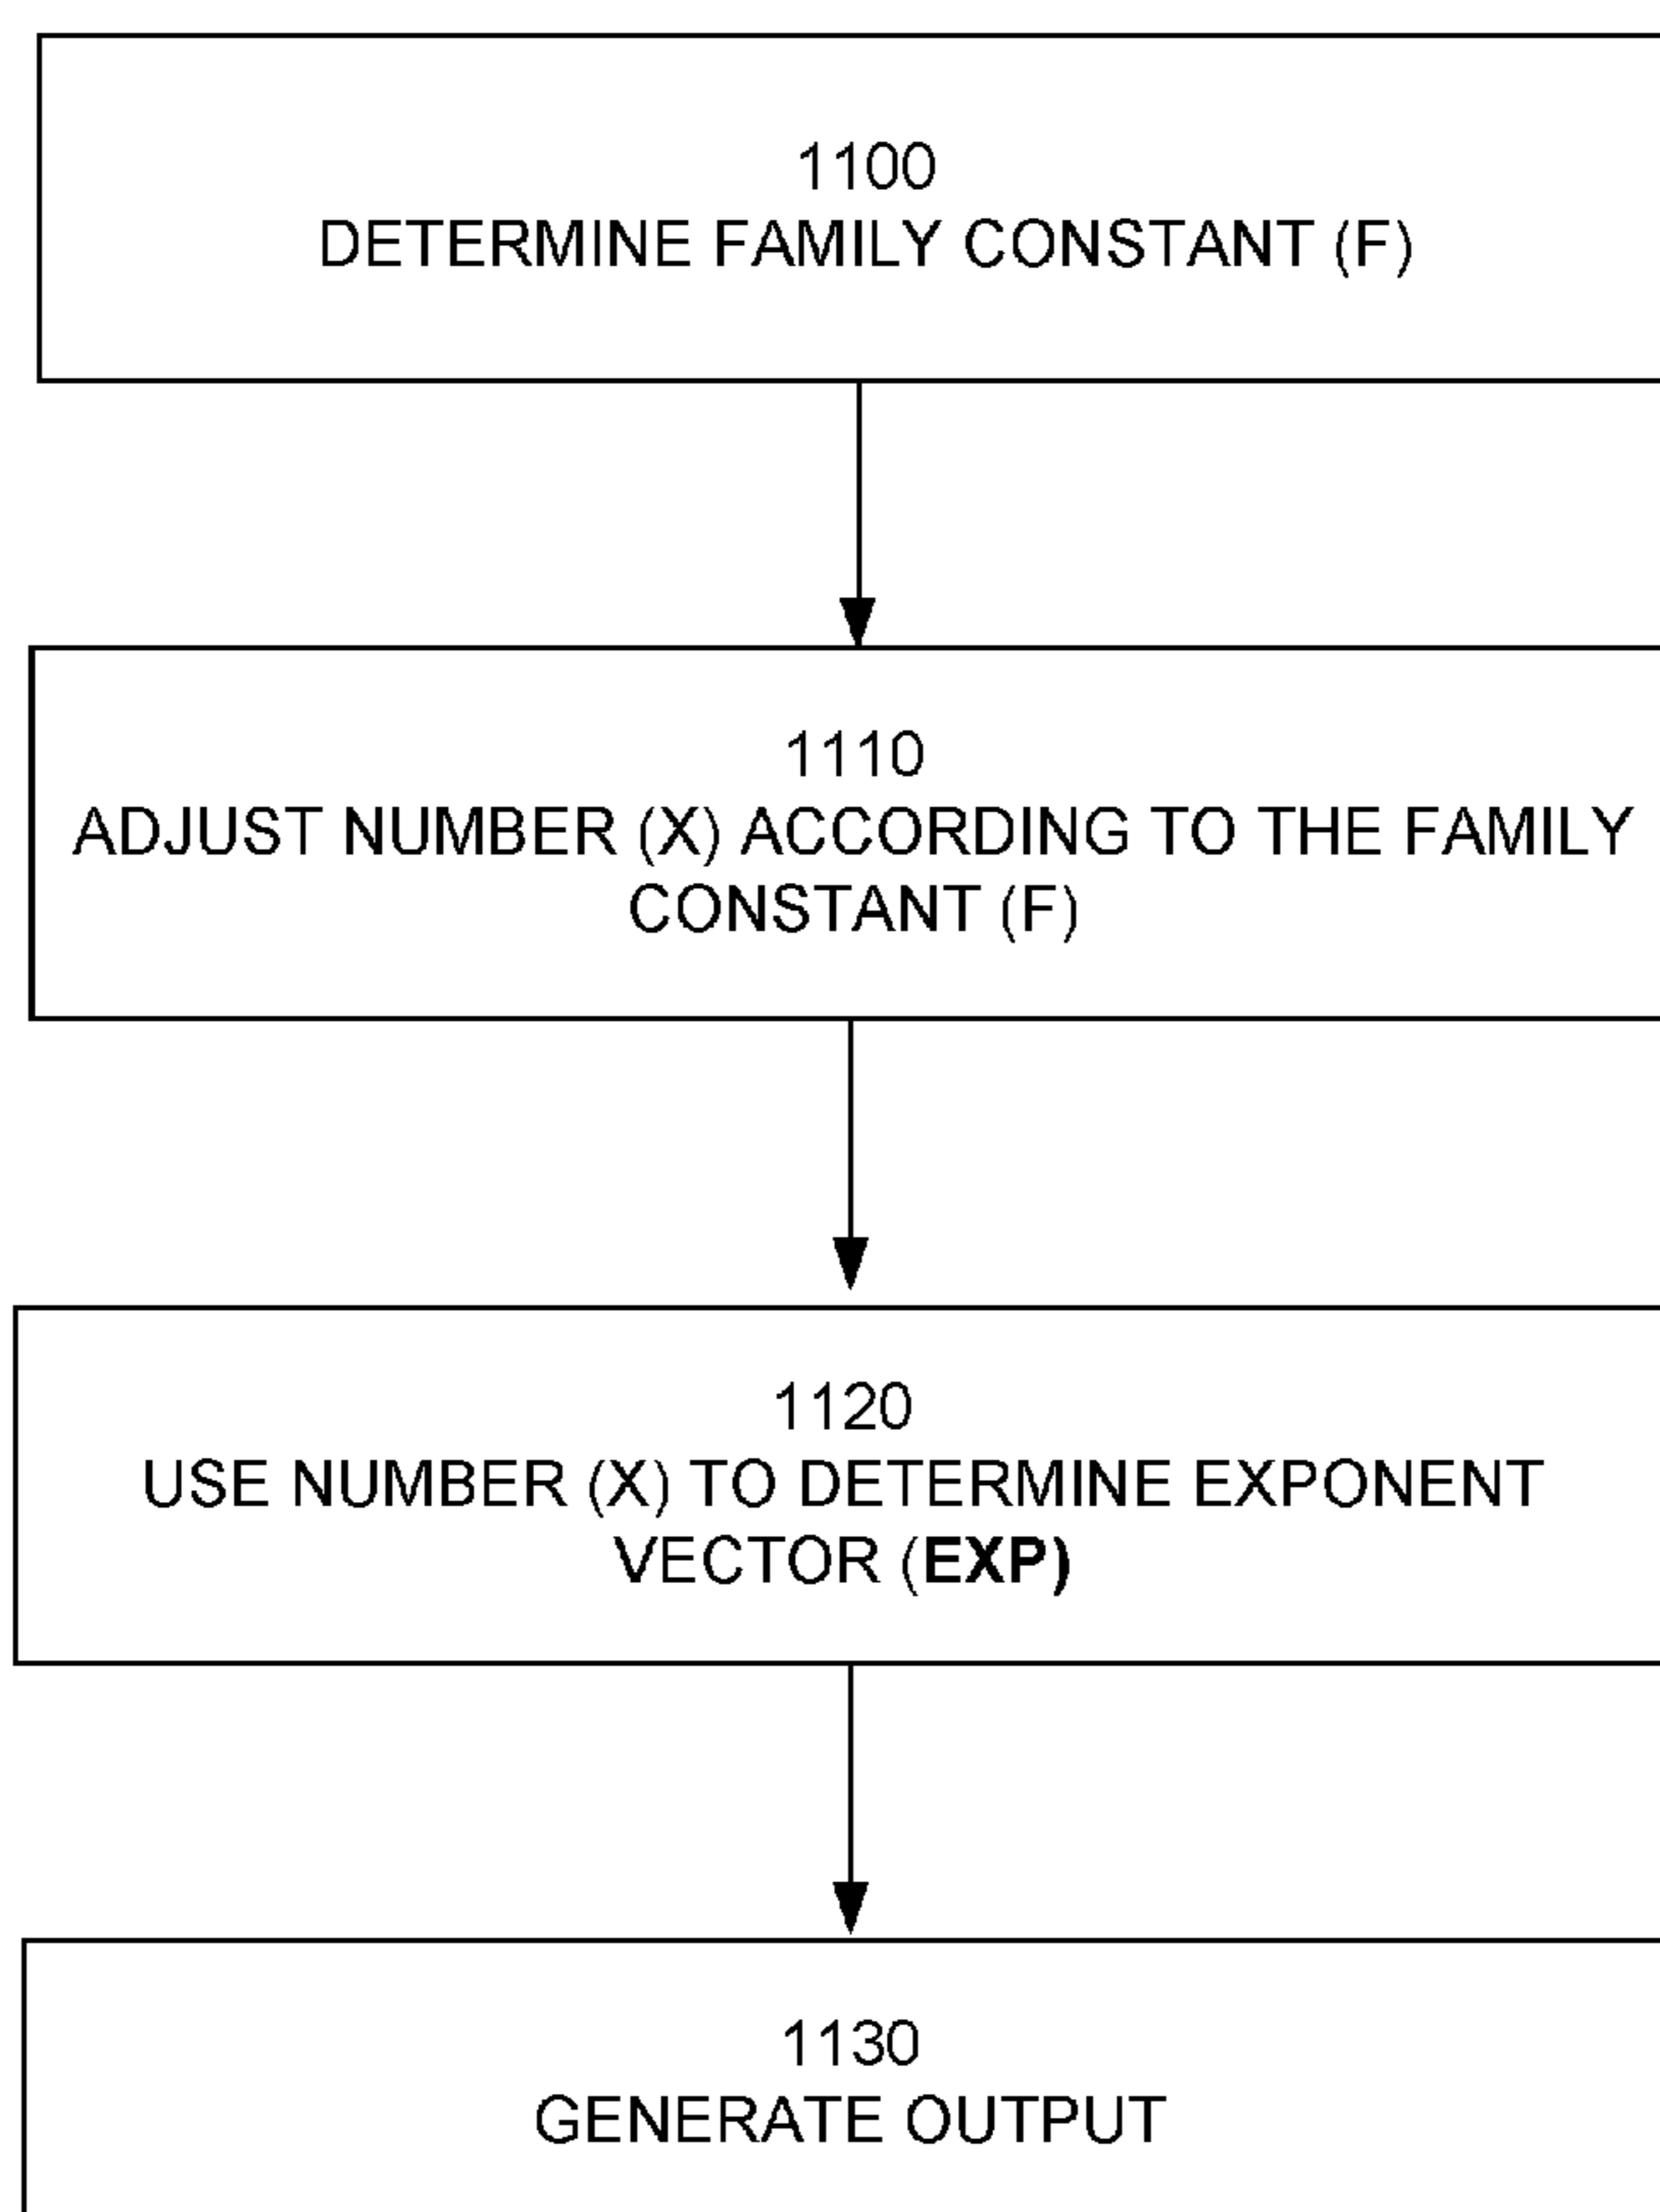 1100
DETERMINE FAMILY CONSTANT (F)
1110
ADJUST NUMBER (X) ACCORDING TO THE FAMILY
CONSTANT (F)
1120
USE NUMBER (X) TO DETERMINE EXPONENT
VECTOR (EXP)
1130
GENERATE OUTPUT